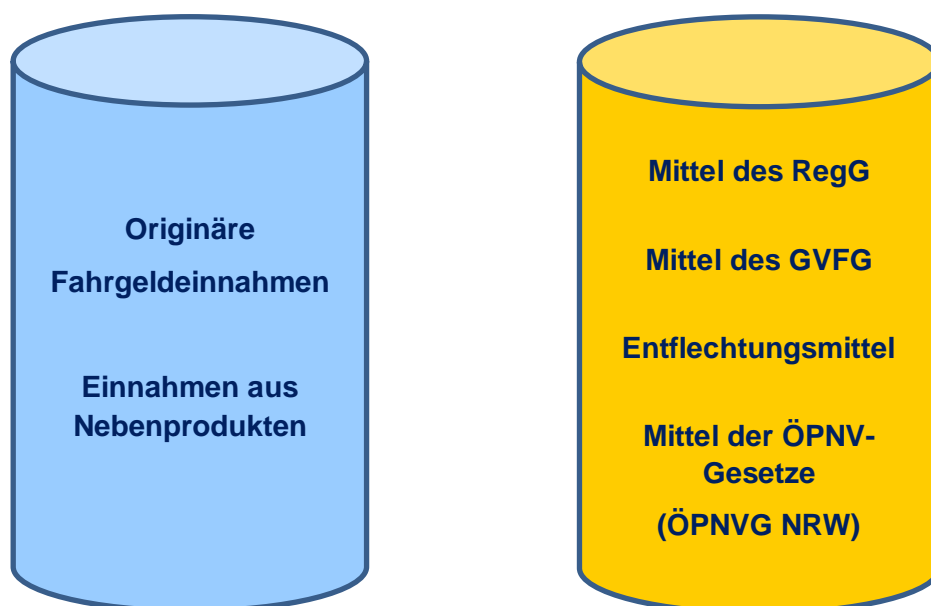 Originäre
Fahrgeldeinnahmen
Einnahmen aus
Nebenprodukten
Mittel des RegG
Mittel des GVFG
Entflechtungsmittel
Mittel der ÖPNV-
Gesetze
(ÖPNVG NRW)